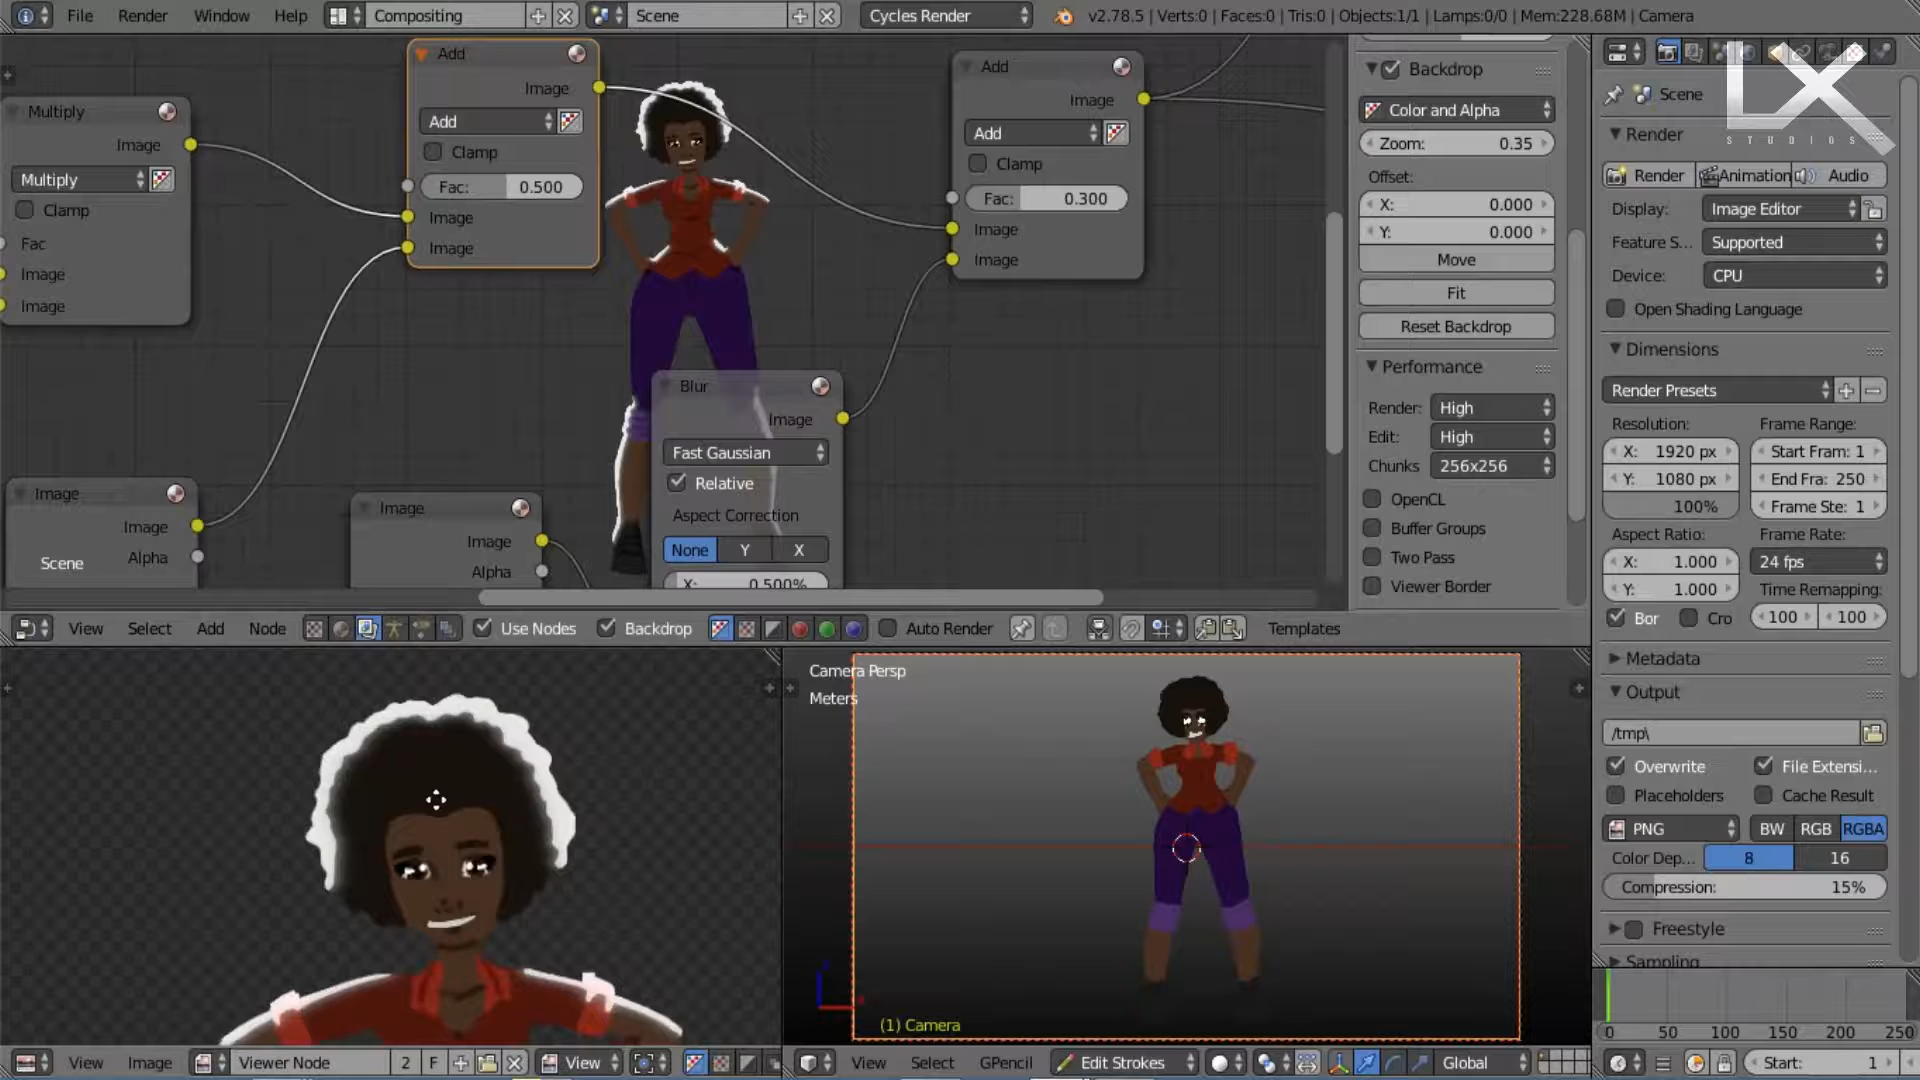 File Render Window Help Compositing Scene Cycles Render v2.78.5 | Verts:0 | Faces:0 | Tris:0 | Objects:1/1 | Lamps:0/0 | Mem:228.68M | Camera
Multiply
Image
Multiply
Clamp
Fac
Image
Image
Add
Image
Add
Clamp
Fac: 0.500
Image
Image
Add
Image
Add
Clamp
Fac: 0.300
Image
Image
Image
Image
Alpha
Scene
Image
Image
Alpha
Blur
Image
Fast Gaussian
Relative
Aspect Correction
None Y X
X: 0.500%
Backdrop
Color and Alpha
Zoom: 0.35
Offset:
X: 0.000
Y: 0.000
Move
Fit
Reset Backdrop
Performance
Render: High
Edit: High
Chunks 256x256
OpenCL
Buffer Groups
Two Pass
Viewer Border
View Select Add Node Use Nodes Backdrop Auto Render Templates
LX
STUDIOS
Scene
Render
Render Animation Audio
Display: Image Editor
Feature S... Supported
Device: CPU
Open Shading Language
Dimensions
Render Presets
Resolution: Frame Range:
X: 1920 px Start Fram: 1
Y: 1080 px End Fra: 250
100% Frame Ste: 1
Aspect Ratio: Frame Rate:
X: 1.000 24 fps
Y: 1.000 Time Remapping:
Bor Cro 100 100
Metadata
Output
/tmp\
Overwrite File Extensi...
Placeholders Cache Result
PNG BW RGB RGBA
Color Dep... 8 16
Compression: 15%
Freestyle
Sampling
0 50 100 150 200 250
Start: 1
Camera Persp
Meters
(1) Camera
View Image Viewer Node 2 F View
View Select GPencil Edit Strokes Global